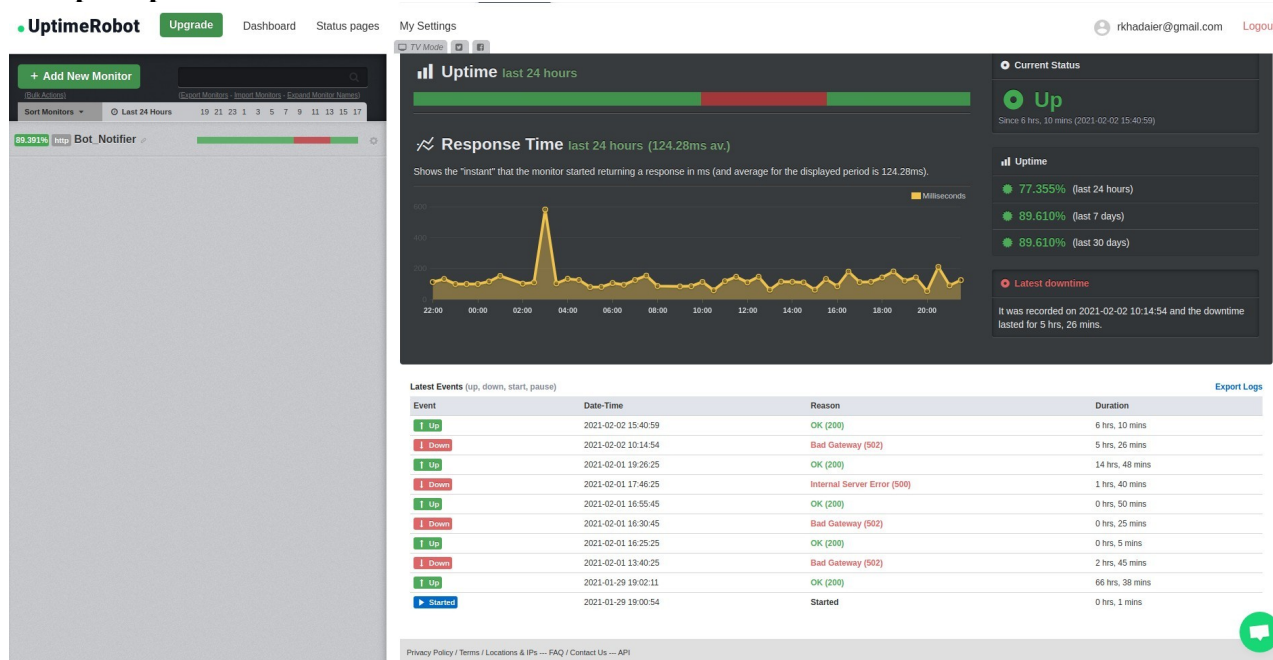 UptimeRobot
Upgrade
Dashboard
Status pages
My Settings
rkhadaier@gmail.com
Logou
TV Mode
+ Add New Monitor
(Bulk Actions)
(Export Monitors - Import Monitors - Expand Monitor Names)
Sort Monitors
Last 24 Hours
19 21 23 1 3 5 7 9 11 13 15 17
89.391% http Bot_Notifier
Uptime last 24 hours
Response Time last 24 hours (124.28ms av.)
Shows the "instant" that the monitor started returning a response in ms (and average for the displayed period is 124.28ms).
Milliseconds
600
400
200
0
22:00 00:00 02:00 04:00 06:00 08:00 10:00 12:00 14:00 16:00 18:00 20:00
Current Status
Up
Since 6 hrs, 10 mins (2021-02-02 15:40:59)
Uptime
77.355% (last 24 hours)
89.610% (last 7 days)
89.610% (last 30 days)
Latest downtime
It was recorded on 2021-02-02 10:14:54 and the downtime
lasted for 5 hrs, 26 mins.
Latest Events (up, down, start, pause)
Export Logs
Event Date-Time Reason Duration
Up 2021-02-02 15:40:59 OK (200) 6 hrs, 10 mins
Down 2021-02-02 10:14:54 Bad Gateway (502) 5 hrs, 26 mins
Up 2021-02-01 19:26:25 OK (200) 14 hrs, 48 mins
Down 2021-02-01 17:46:25 Internal Server Error (500) 1 hrs, 40 mins
Up 2021-02-01 16:55:45 OK (200) 0 hrs, 50 mins
Down 2021-02-01 16:30:45 Bad Gateway (502) 0 hrs, 25 mins
Up 2021-02-01 16:25:25 OK (200) 0 hrs, 5 mins
Down 2021-02-01 13:40:25 Bad Gateway (502) 2 hrs, 45 mins
Up 2021-01-29 19:02:11 OK (200) 66 hrs, 38 mins
Started 2021-01-29 19:00:54 Started 0 hrs, 1 mins
Privacy Policy / Terms / Locations & IPs --- FAQ / Contact Us --- API